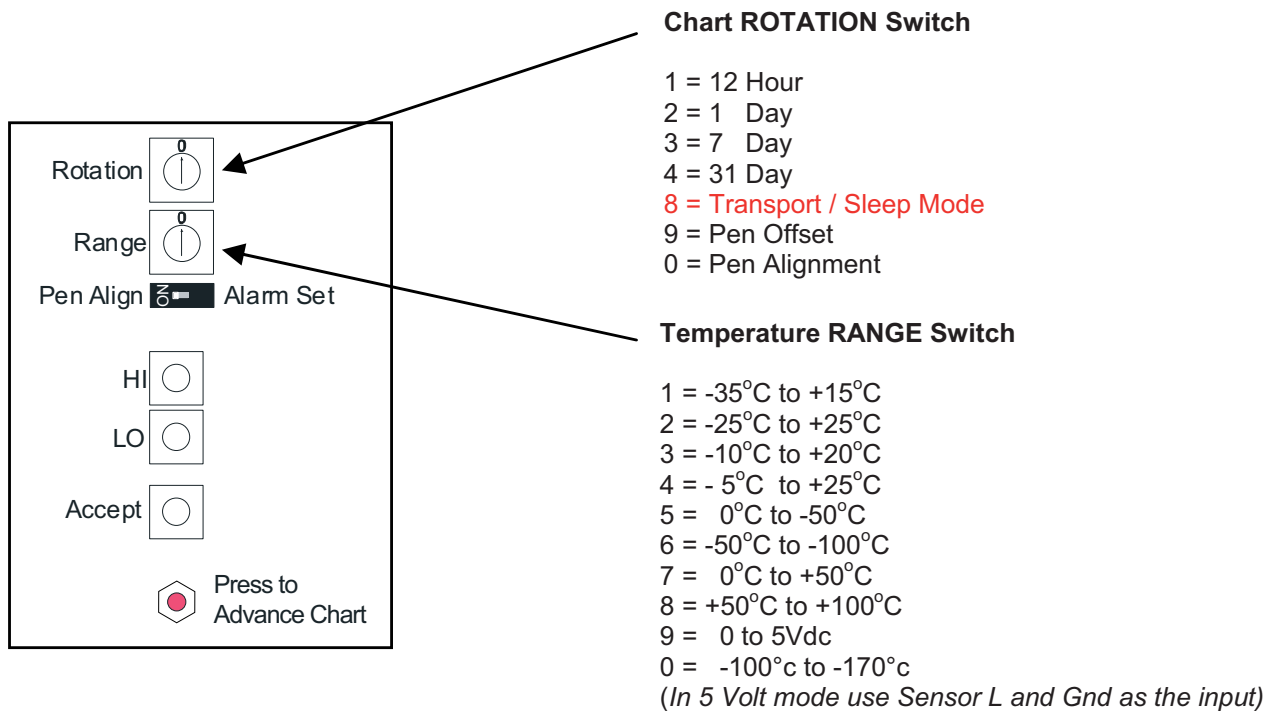 Chart ROTATION Switch
1 = 12 Hour
2 = 1 Day
3 = 7 Day
4 = 31 Day
8 = Transport / Sleep Mode
9 = Pen Offset
0 = Pen Alignment
0
Rotation
0
Range
Pen Align ON Alarm Set
HI
LO
Accept
Press to
Advance Chart
Temperature RANGE Switch
1 = -35°C to +15°C
2 = -25°C to +25°C
3 = -10°C to +20°C
4 = - 5°C to +25°C
5 = 0°C to -50°C
6 = -50°C to -100°C
7 = 0°C to +50°C
8 = +50°C to +100°C
9 = 0 to 5Vdc
0 = -100°c to -170°c
(In 5 Volt mode use Sensor L and Gnd as the input)